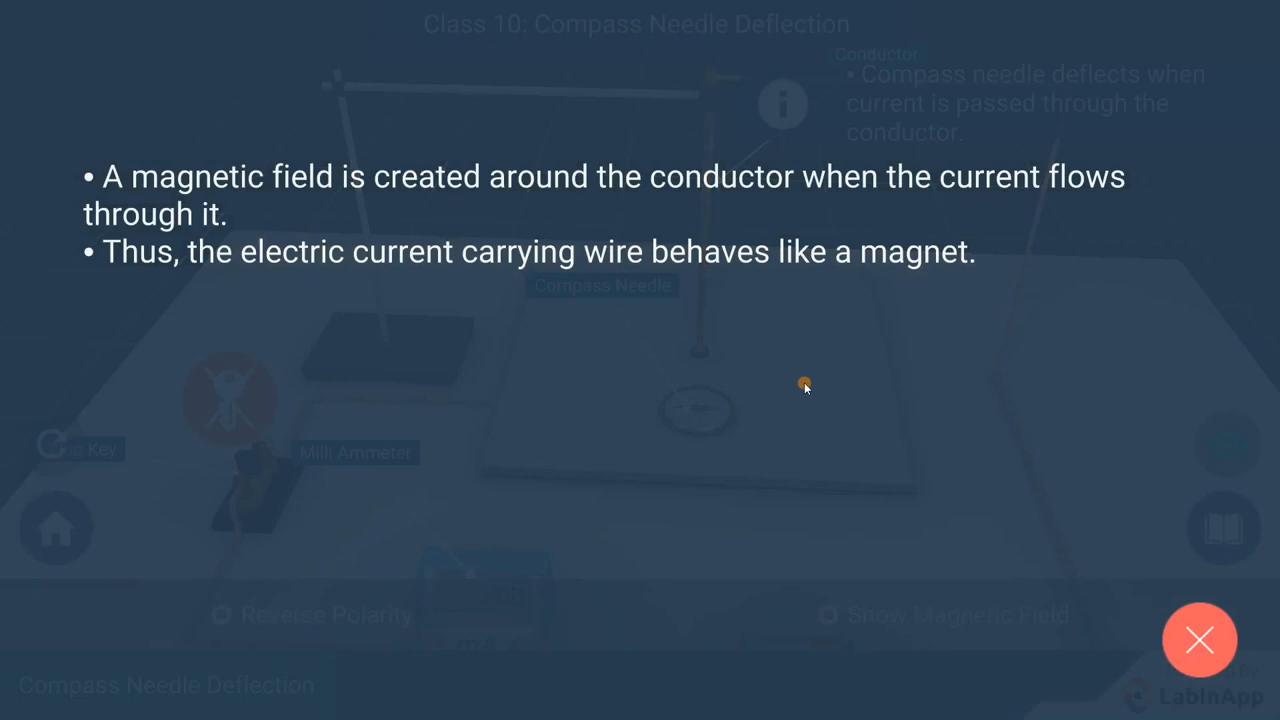 Class 10: Compass Needle Deflection
Conductor
• Compass needle deflects when
current is passed through the
conductor.
• A magnetic field is created around the conductor when the current flows
through it.
• Thus, the electric current carrying wire behaves like a magnet.
Compass Needle
Key
Milli Ammeter
Reverse Polarity
Show Magnetic Field
mA
Compass Needle Deflection
By
LabInApp